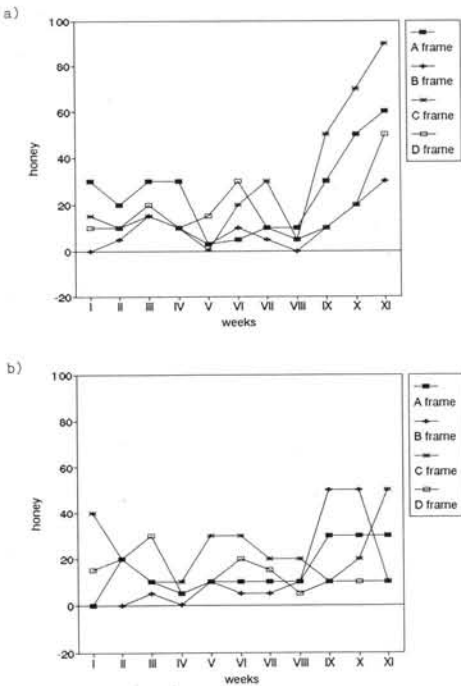 a)
100
80
60
40
20
0
-20
honey
I II III IV V VI VII VIII IX X XI
weeks
A frame
B frame
C frame
D frame
b)
100
80
60
40
20
0
-20
honey
I II III IV V VI VII VIII IX X XI
weeks
A frame
B frame
C frame
D frame